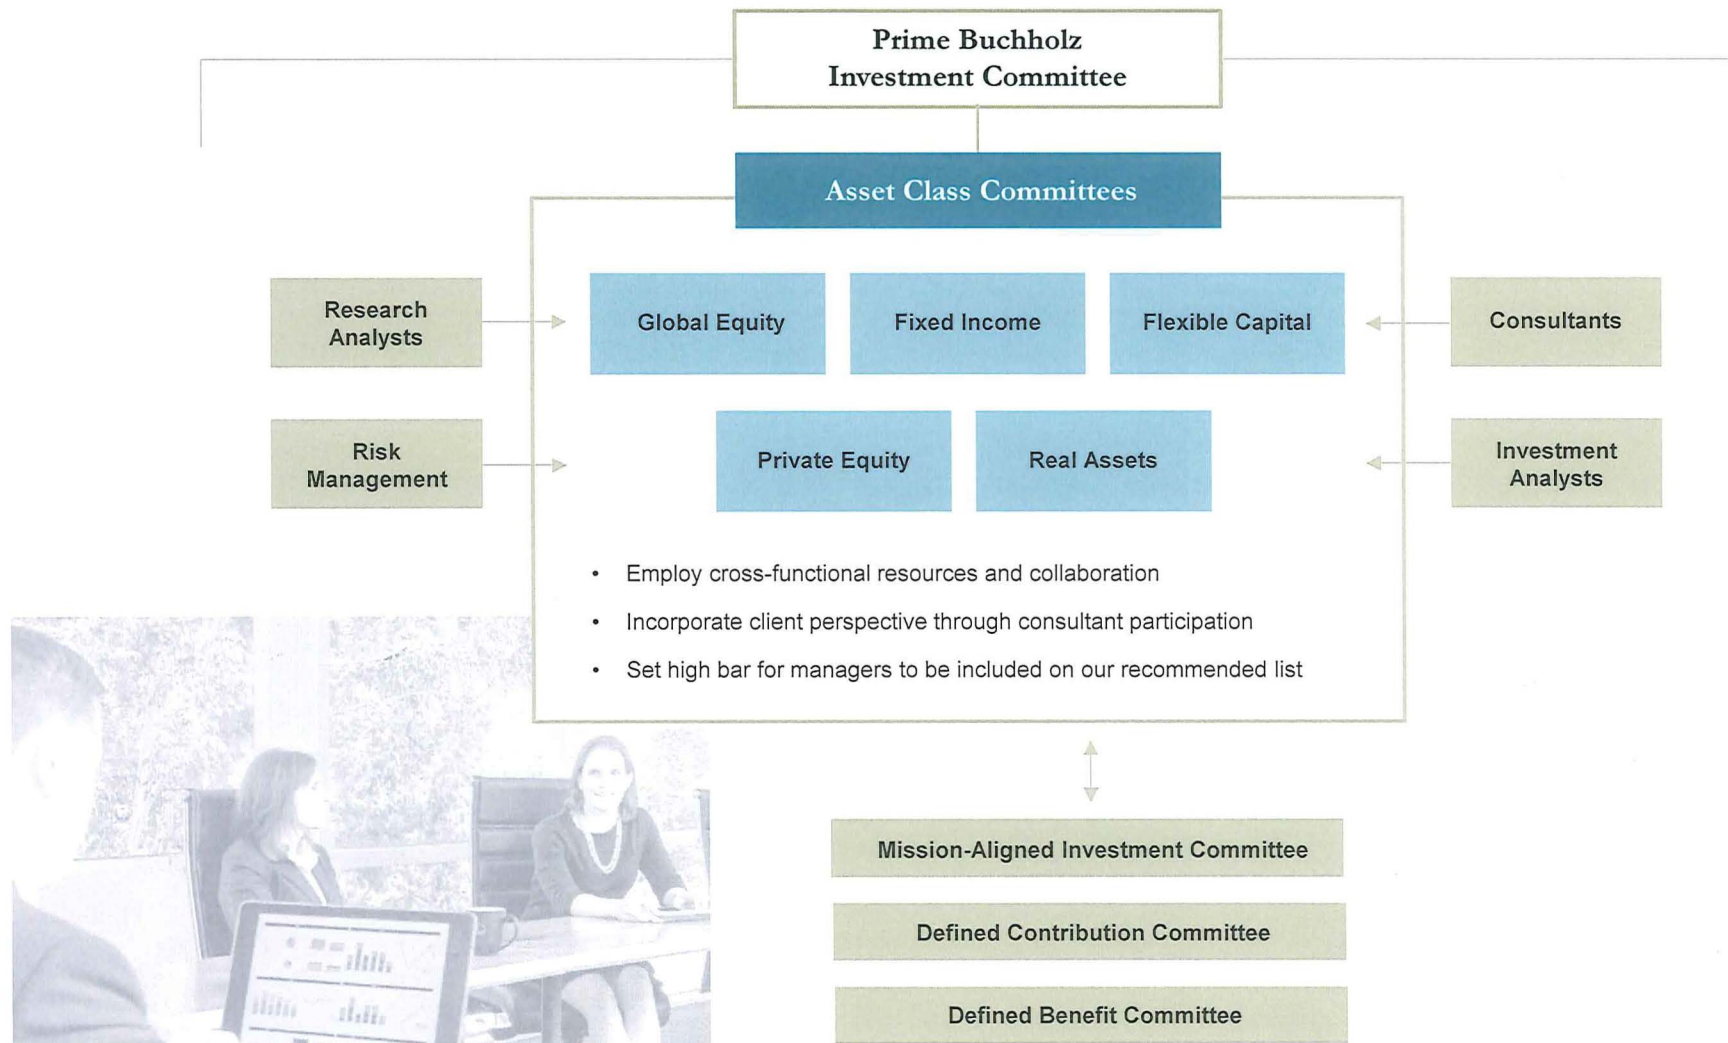 Prime Buchholz
Investment Committee
Asset Class Committees
Research
Analysts
Global Equity
Fixed Income
Flexible Capital
Consultants
Risk
Management
Private Equity
Real Assets
Investment
Analysts
• Employ cross-functional resources and collaboration
• Incorporate client perspective through consultant participation
• Set high bar for managers to be included on our recommended list
Mission-Aligned Investment Committee
Defined Contribution Committee
Defined Benefit Committee